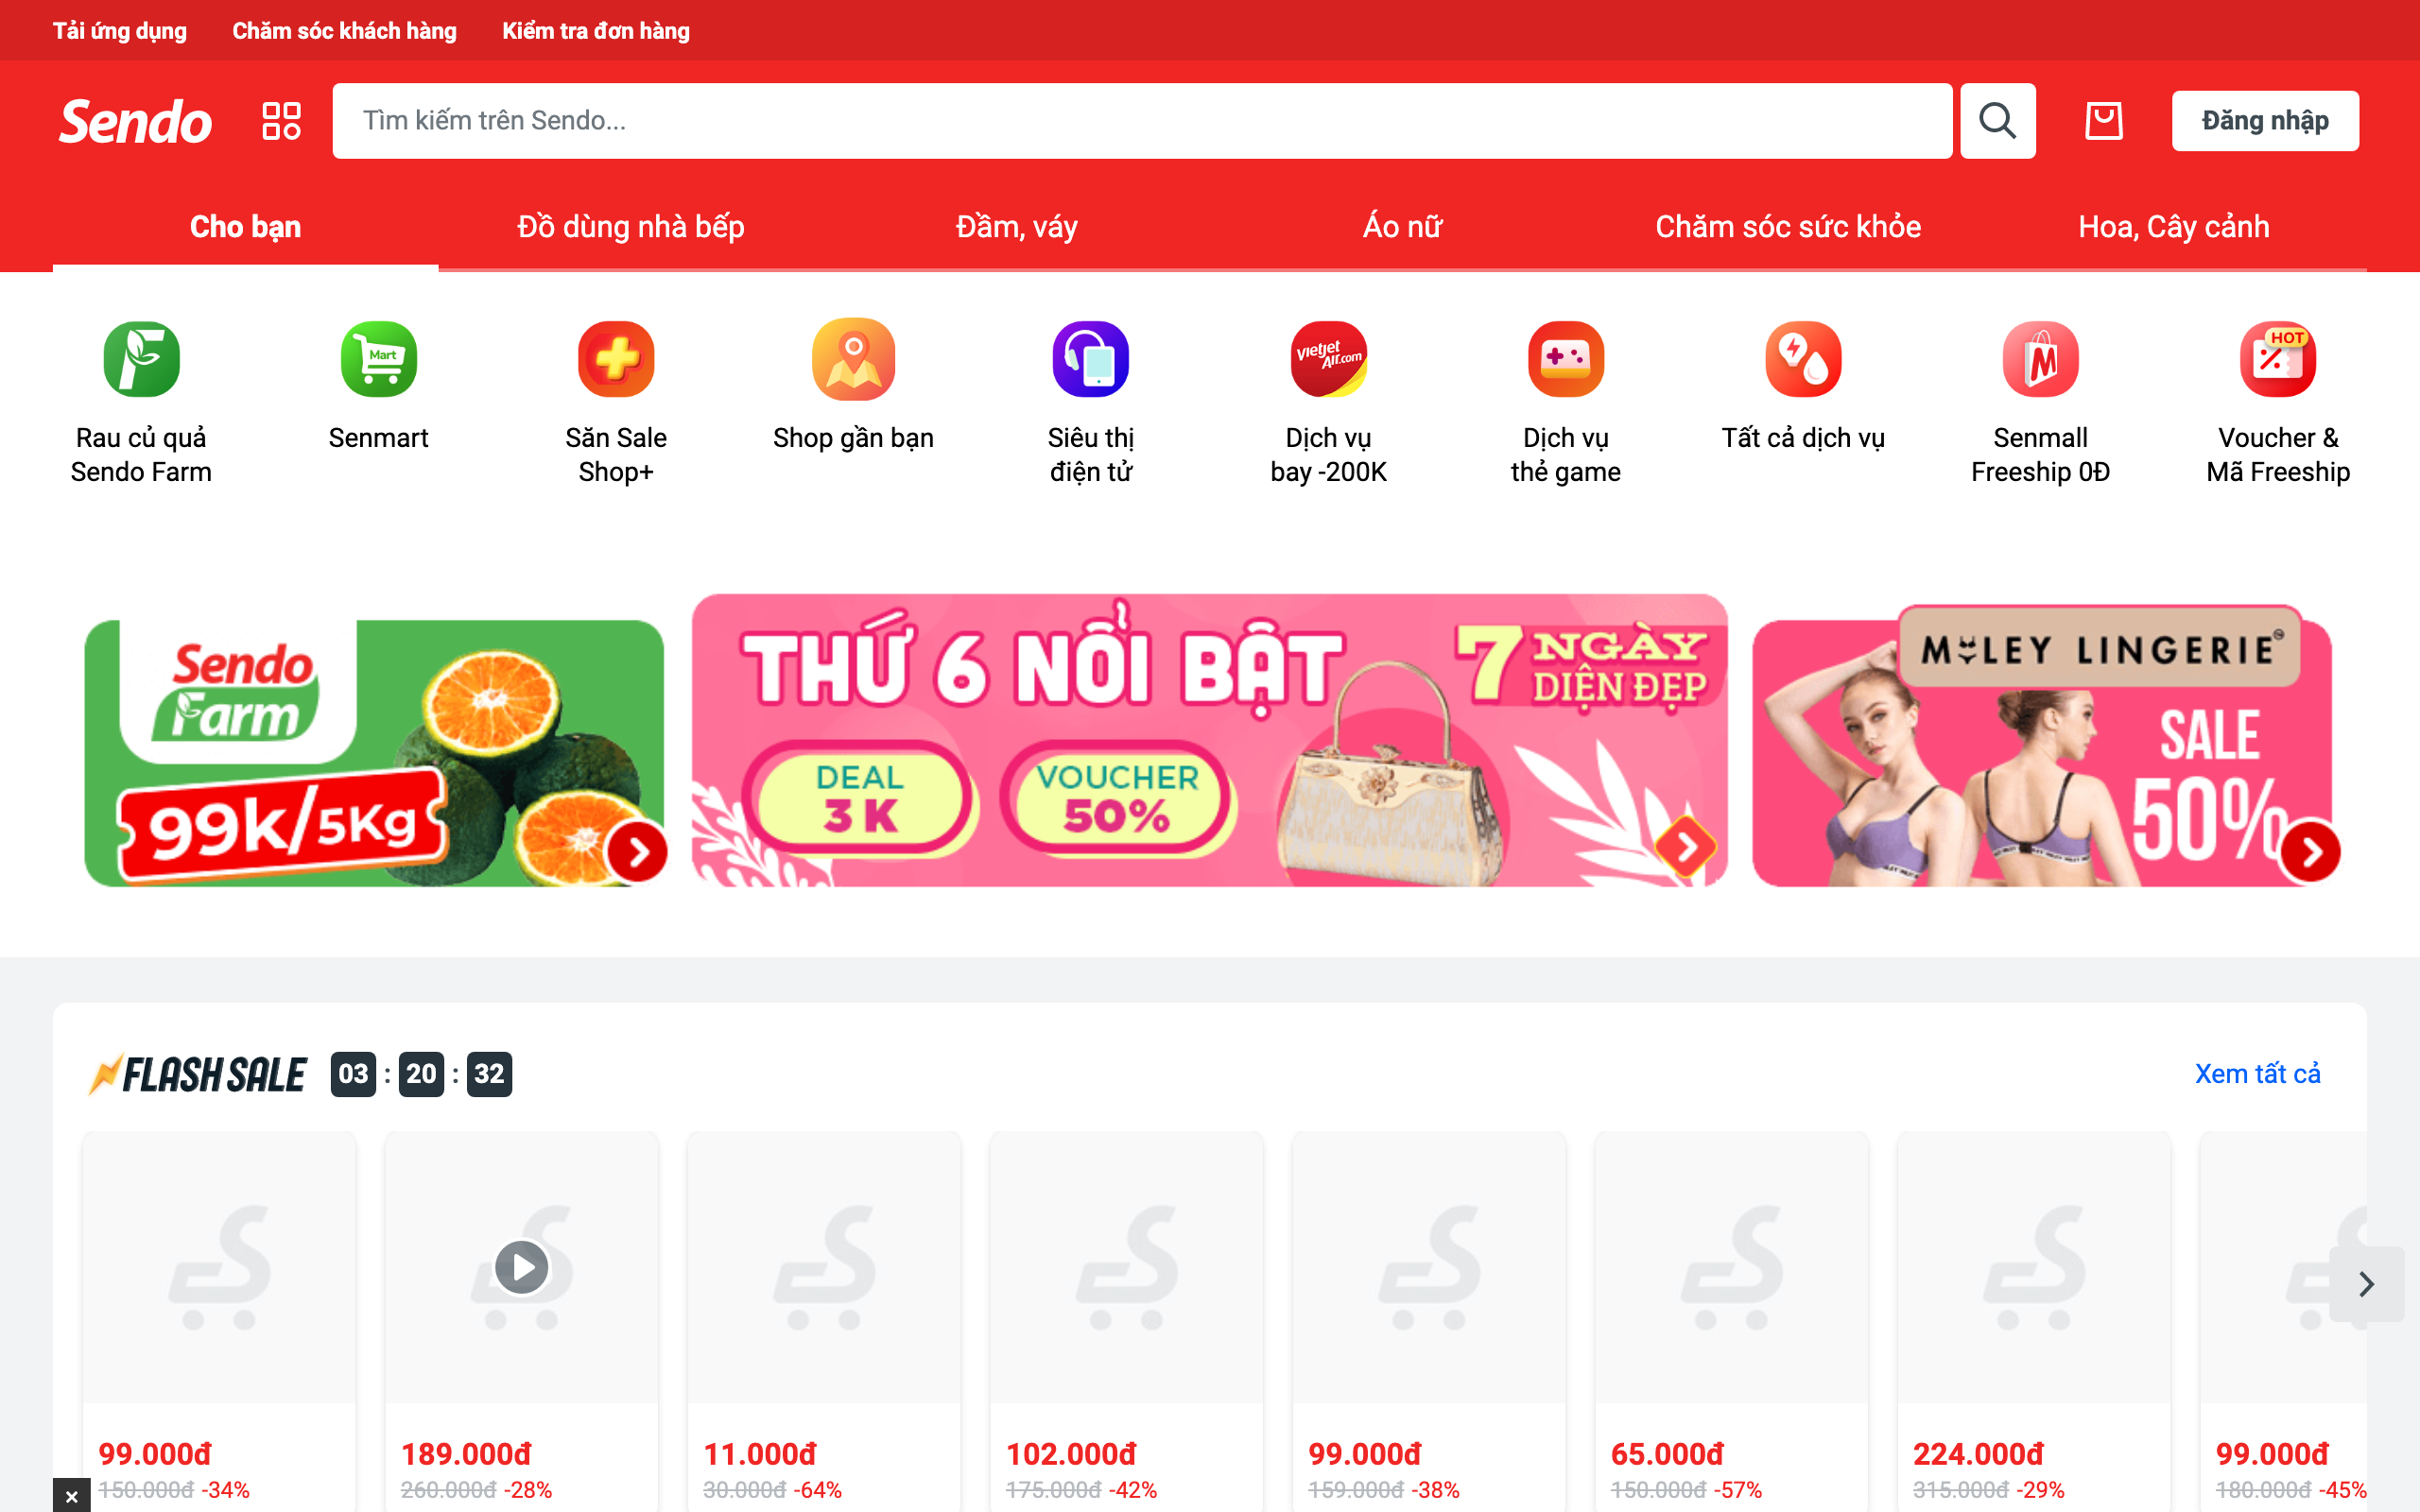 Tải ứng dụng
Chăm sóc khách hàng
Kiểm tra đơn hàng
Sendo
Tìm kiếm trên Sendo...
Đăng nhập
Cho bạn
Đồ dùng nhà bếp
Đầm, váy
Áo nữ
Chăm sóc sức khỏe
Hoa, Cây cảnh
Rau củ quả
Sendo Farm
Mart
Senmart
Săn Sale
Shop+
Shop gần bạn
Siêu thị
điện tử
Vietjet
Air.com
Dịch vụ
bay -200K
Dịch vụ
thẻ game
Tất cả dịch vụ
M
Senmall
Freeship 0Đ
HOT
Voucher &
Mã Freeship
Sendo
Farm
99k/5Kg
THỨ 6 NỔI BẬT
7 NGÀY
DIỆN ĐẸP
DEAL
3 K
VOUCHER
50%
MILEY LINGERIE
SALE
50%
FLASH SALE
03 : 20 : 32
Xem tất cả
99.000đ
150.000đ -34%
189.000đ
260.000đ -28%
11.000đ
30.000đ -64%
102.000đ
175.000đ -42%
99.000đ
159.000đ -38%
65.000đ
150.000đ -57%
224.000đ
315.000đ -29%
99.000đ
180.000đ -45%